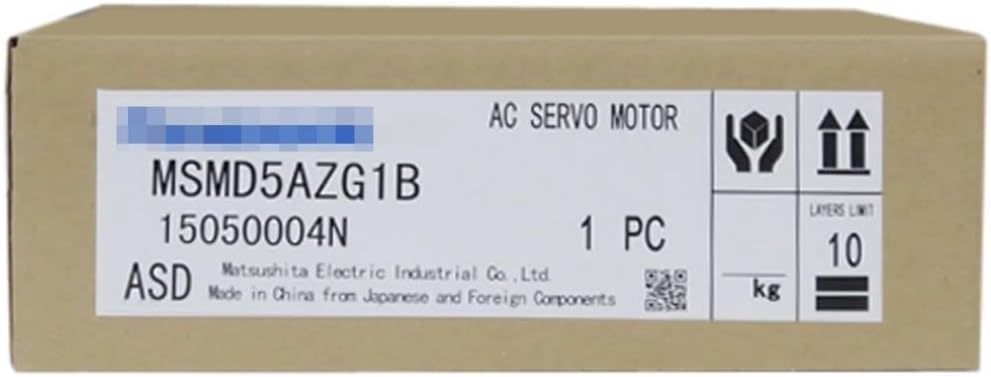 AC SERVO MOTOR
MSMD5AZG1B
15050004N
1 PC
ASD
Matsushita Electric Industrial Co.,Ltd.
Made in China from Japanese and Foreign Components
kg
LAYERS LIMIT
10